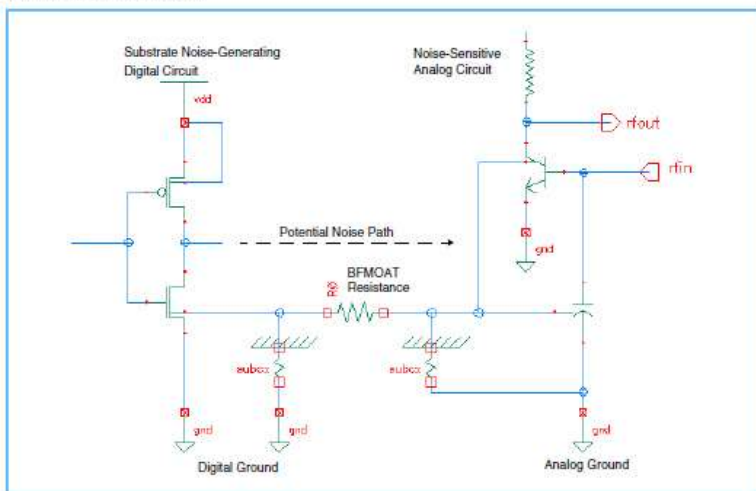 Substrate Noise-Generating
Digital Circuit
Noise-Sensitive
Analog Circuit
vdd
rfout
rfin
gnd
Potential Noise Path
BFMOAT
Resistance
R0
subcx
subcx
gnd
gnd
gnd
Digital Ground
Analog Ground